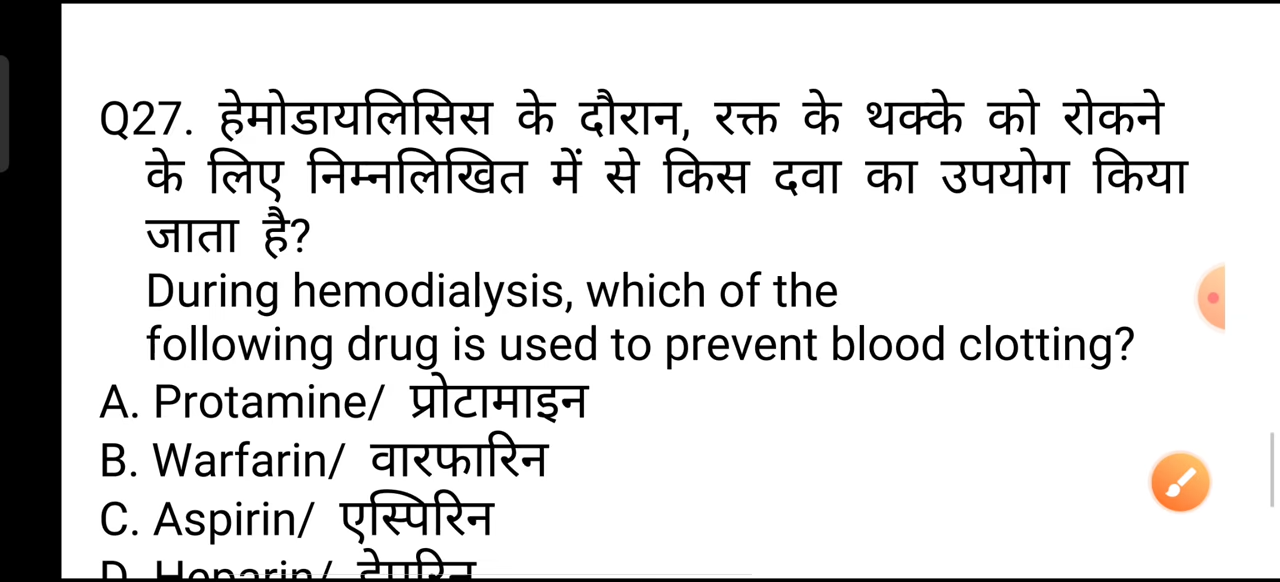 Q27. हेमोडायलिसिस के दौरान, रक्त के थक्के को रोकने
के लिए निम्नलिखित में से किस दवा का उपयोग किया
जाता है?
During hemodialysis, which of the
following drug is used to prevent blood clotting?
A. Protamine/ प्रोटामाइन
B. Warfarin/ वारफारिन
C. Aspirin/ एस्पिरिन
D. Heparin/